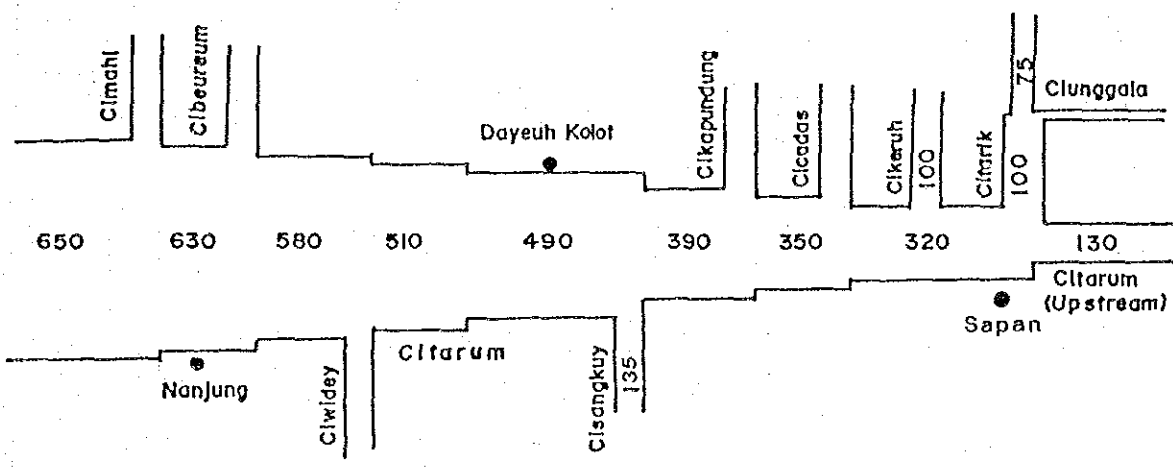 Cimahi
Cibeureum
Dayeuh Kolot
Cikapundung
Cicadas
Cikeruh
100
Citarik
100
75
Ciunggala
650
630
580
510
490
390
350
320
130
Nanjung
Ciwidey
Citarum
Cisangkuy
135
Sapan
Citarum
(Upstream)